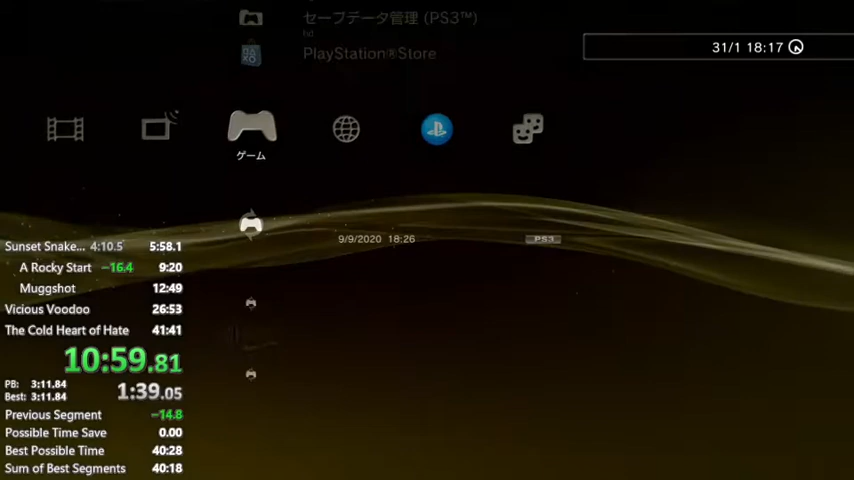 セーブデータ管理 (PS3™)
PlayStation®Store
31/1 18:17
ゲーム
9/9/2020 18:26 PS3
Sunset Snake... 4:10.5 5:58.1
A Rocky Start −16.4 9:20
Muggshot 12:49
Vicious Voodoo 26:53
The Cold Heart of Hate 41:41
10:59.81
PB: 3:11.84
Best: 3:11.84
1:39.05
Previous Segment −14.8
Possible Time Save 0.00
Best Possible Time 40:28
Sum of Best Segments 40:18